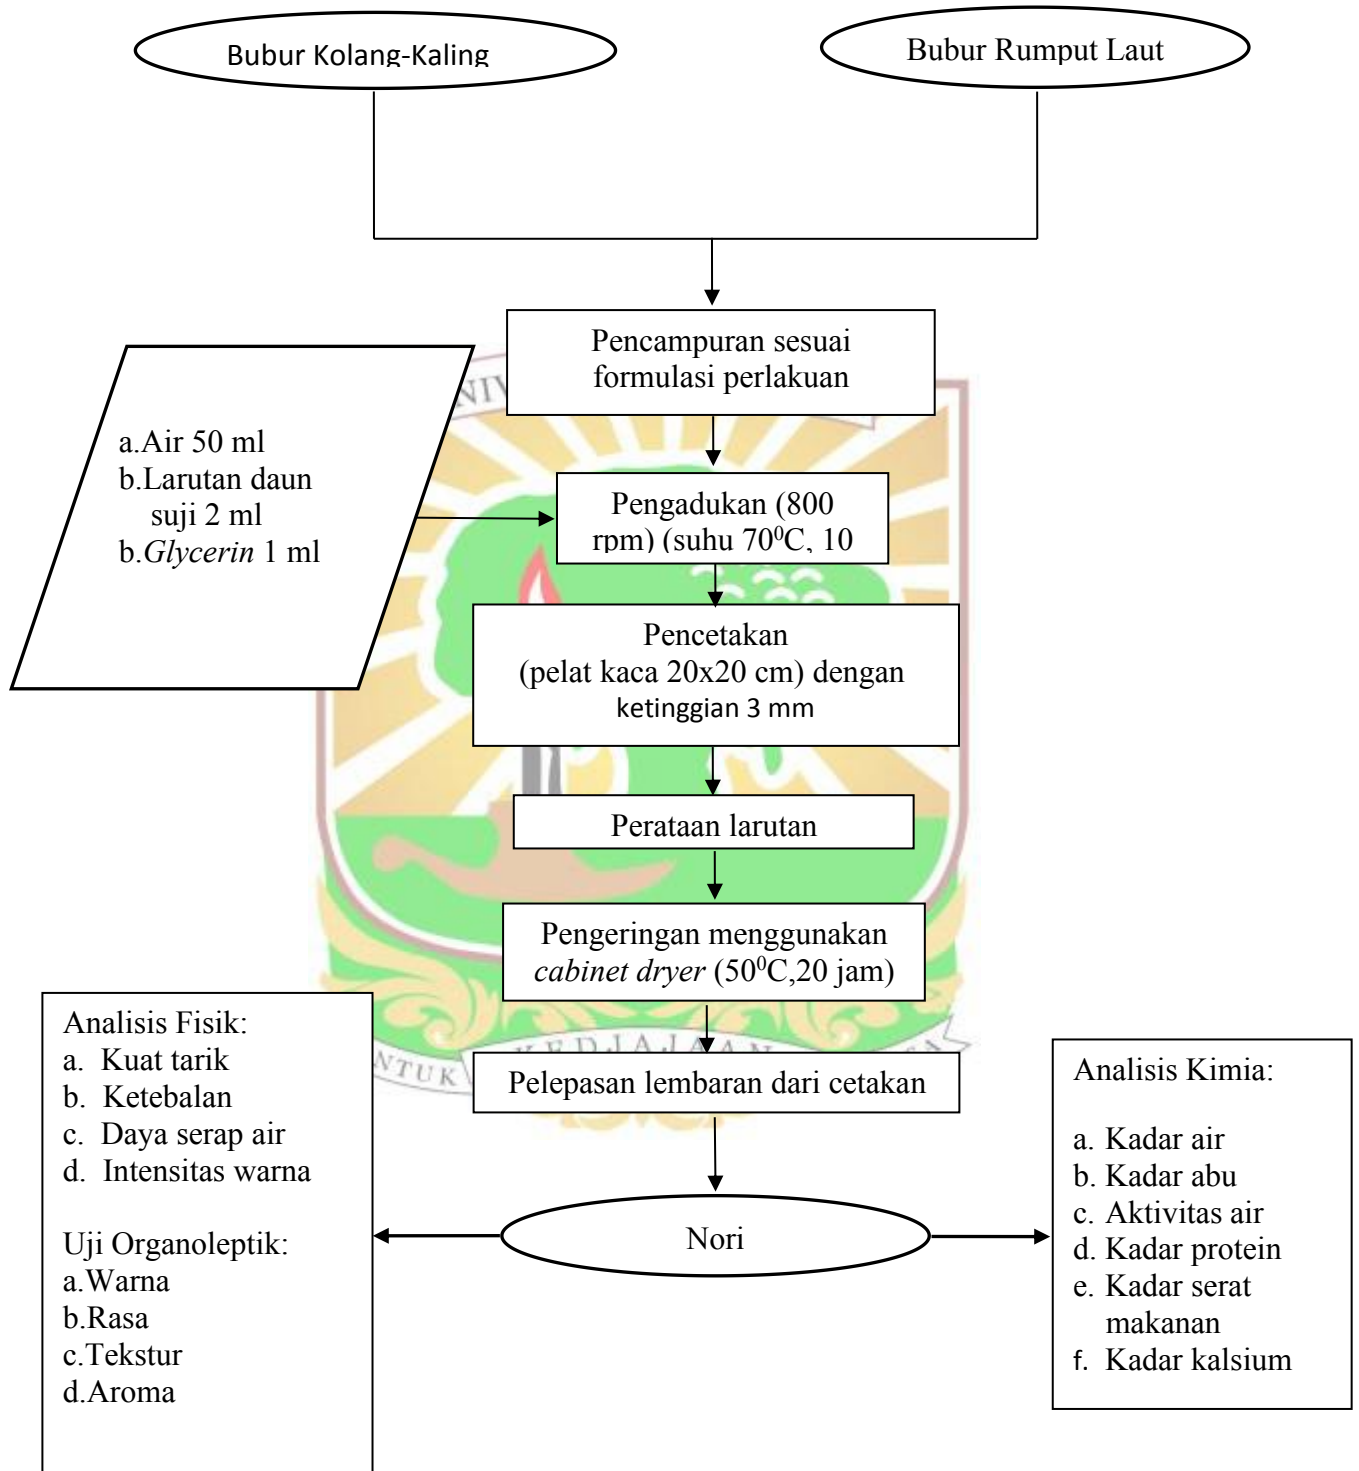 Bubur Kolang-Kaling
Bubur Rumput Laut
Pencampuran sesuai
formulasi perlakuan
a.Air 50 ml
b.Larutan daun
suji 2 ml
b.Glycerin 1 ml
Pengadukan (800
rpm) (suhu 70⁰C, 10
Pencetakan
(pelat kaca 20x20 cm) dengan
ketinggian 3 mm
Perataan larutan
Pengeringan menggunakan
cabinet dryer (50⁰C,20 jam)
Pelepasan lembaran dari cetakan
Nori
Analisis Fisik:
a. Kuat tarik
b. Ketebalan
c. Daya serap air
d. Intensitas warna
Uji Organoleptik:
a.Warna
b.Rasa
c.Tekstur
d.Aroma
Analisis Kimia:
a. Kadar air
b. Kadar abu
c. Aktivitas air
d. Kadar protein
e. Kadar serat
makanan
f. Kadar kalsium
KEDJAJAAN